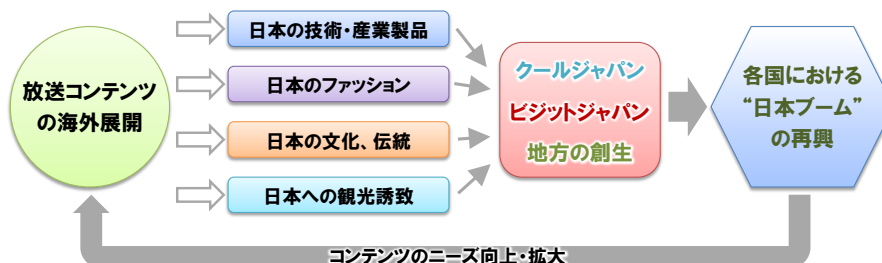 放送コンテンツ
の海外展開
日本の技術・産業製品
日本のファッション
日本の文化、伝統
日本への観光誘致
クールジャパン
ビジットジャパン
地方の創生
各国における
“日本ブーム”
の再興
コンテンツのニーズ向上・拡大